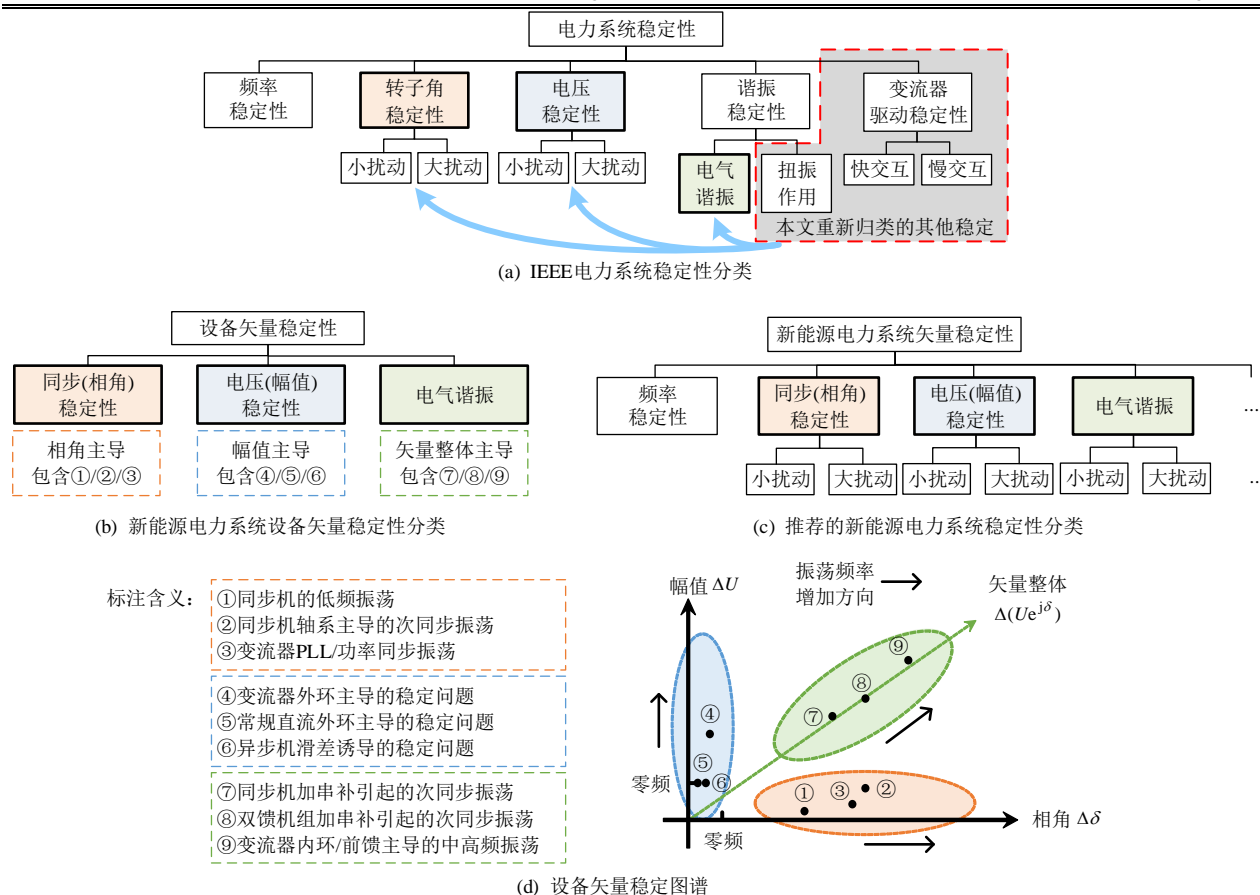 电力系统稳定性
频率
稳定性
转子角
稳定性
电压
稳定性
谐振
稳定性
变流器
驱动稳定性
小扰动
大扰动
小扰动
大扰动
电气
谐振
扭振
作用
快交互
慢交互
本文重新归类的其他稳定
(a) IEEE电力系统稳定性分类
设备矢量稳定性
同步(相角)
稳定性
电压(幅值)
稳定性
电气谐振
相角主导
包含①/②/③
幅值主导
包含④/⑤/⑥
矢量整体主导
包含⑦/⑧/⑨
(b) 新能源电力系统设备矢量稳定性分类
新能源电力系统矢量稳定性
频率
稳定性
同步(相角)
稳定性
电压(幅值)
稳定性
电气谐振
...
小扰动
大扰动
小扰动
大扰动
小扰动
大扰动
...
(c) 推荐的新能源电力系统稳定性分类
标注含义：
①同步机的低频振荡
②同步机轴系主导的次同步振荡
③变流器PLL/功率同步振荡
④变流器外环主导的稳定问题
⑤常规直流外环主导的稳定问题
⑥异步机滑差诱导的稳定问题
⑦同步机加串补引起的次同步振荡
⑧双馈机组加串补引起的次同步振荡
⑨变流器内环/前馈主导的中高频振荡
幅值 ΔU
振荡频率
增加方向
矢量整体
Δ(Ue^{jδ})
⑨
⑧
⑦
④
⑤
⑥
零频
①
③
②
零频
相角 Δδ
(d) 设备矢量稳定图谱